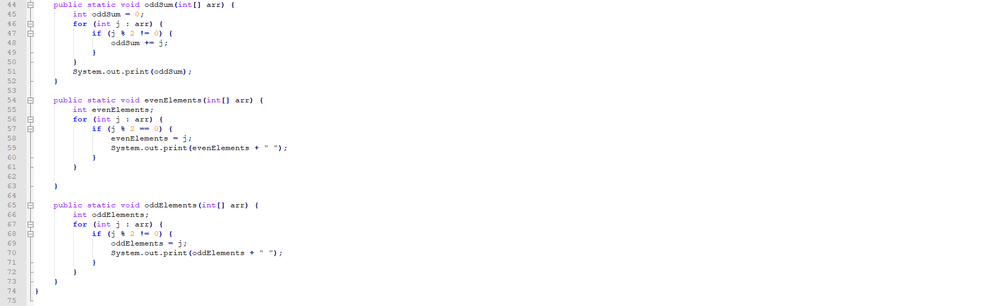 44 public static void oddSum(int[] arr) {
45 int oddSum = 0;
46 for (int j : arr) {
47 if (j % 2 != 0) {
48 oddSum += j;
49 }
50 }
51 System.out.print(oddSum);
52 }
53
54 public static void evenElements(int[] arr) {
55 int evenElements;
56 for (int j : arr) {
57 if (j % 2 == 0) {
58 evenElements = j;
59 System.out.print(evenElements + " ");
60 }
61 }
62
63 }
64
65 public static void oddElements(int[] arr) {
66 int oddElements;
67 for (int j : arr) {
68 if (j % 2 != 0) {
69 oddElements = j;
70 System.out.print(oddElements + " ");
71 }
72 }
73 }
74 }
75